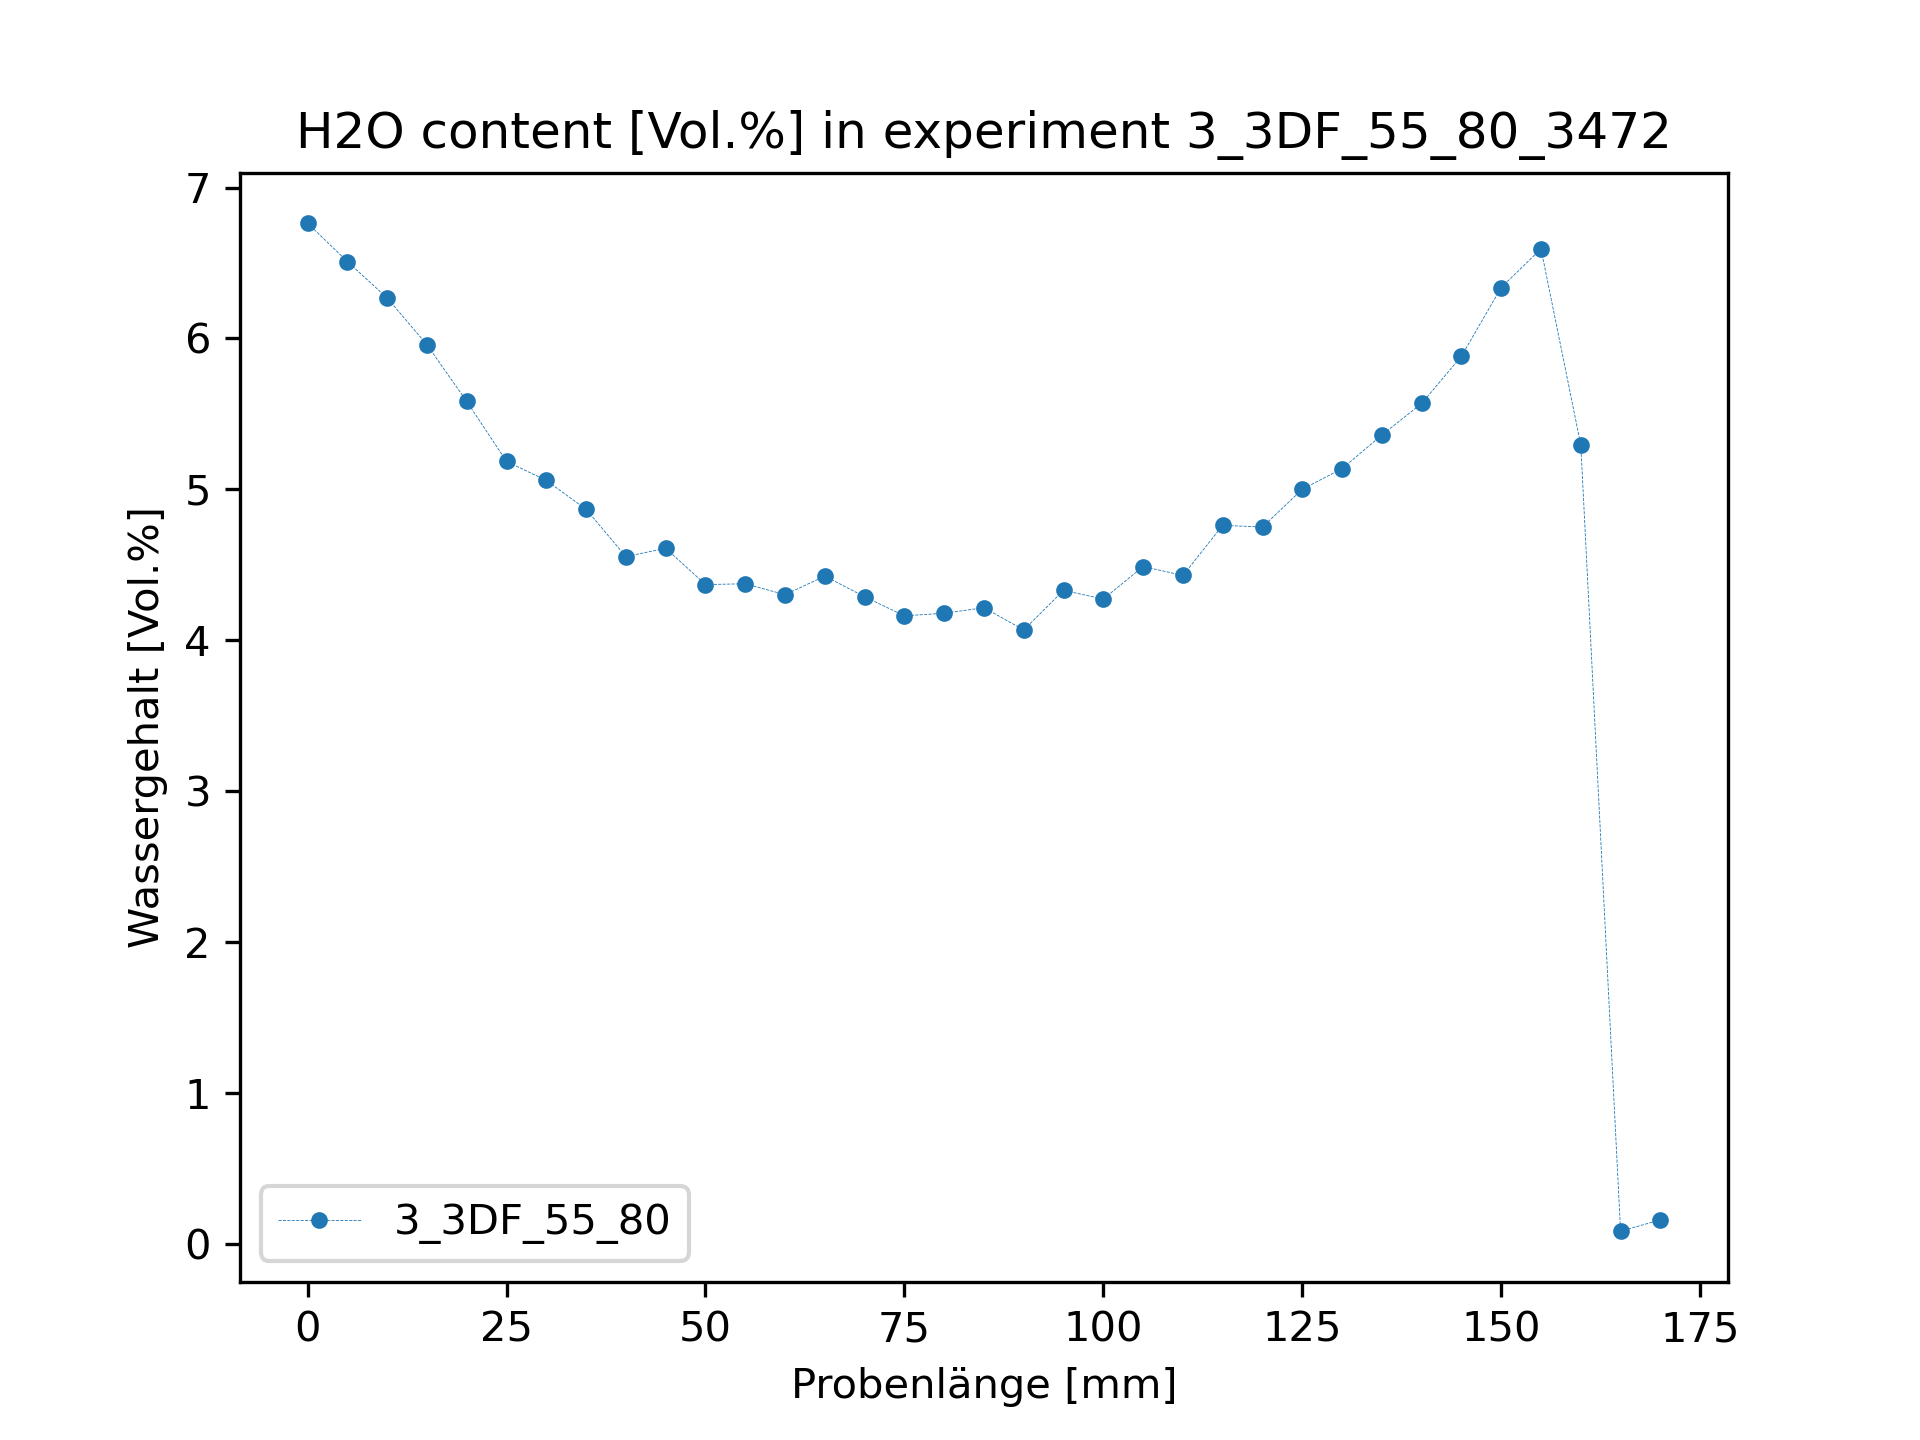 H2O content [Vol.%] in experiment 3_3DF_55_80_3472
7
6
5
4
3
2
1
0
Wassergehalt [Vol.%]
3_3DF_55_80
0 25 50 75 100 125 150 175
Probenlänge [mm]